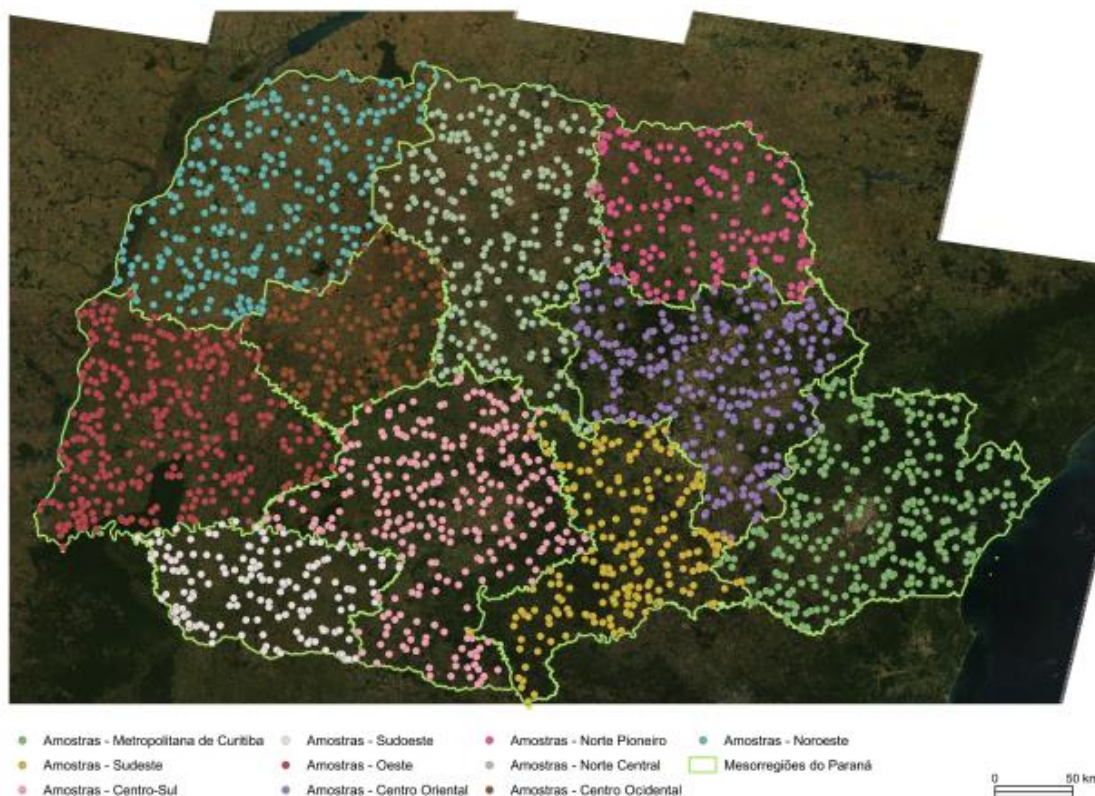 Amostras - Metropolitana de Curitiba
Amostras - Sudoeste
Amostras - Norte Pioneiro
Amostras - Noroeste
Amostras - Sudeste
Amostras - Oeste
Amostras - Norte Central
Mesorregiões do Paraná
Amostras - Centro-Sul
Amostras - Centro Oriental
Amostras - Centro Ocidental
0 50 km